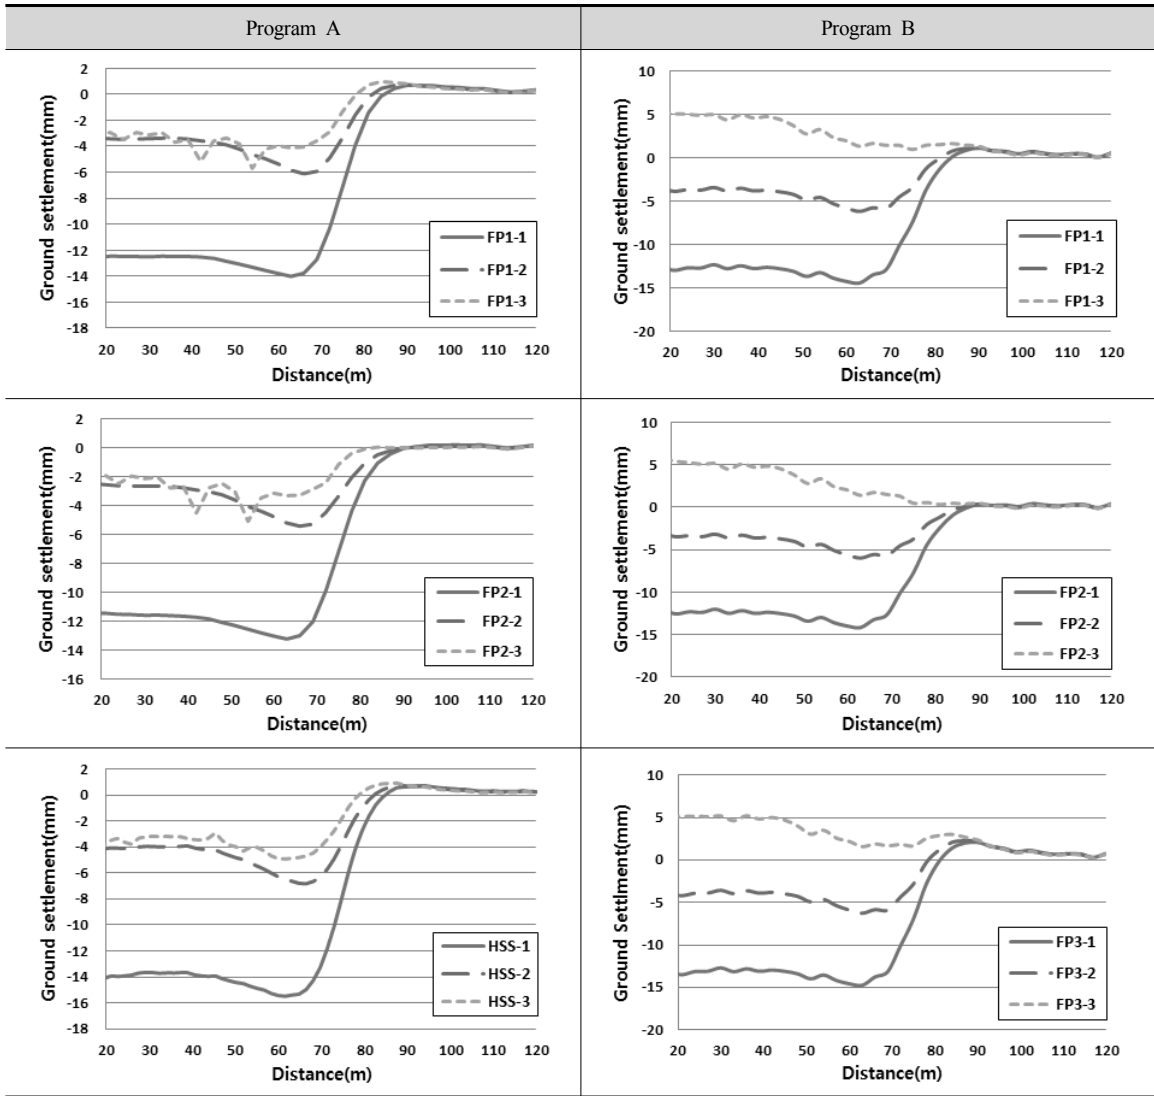 Program A
Program B
Ground settlement(mm)
2
0
-2
-4
-6
-8
-10
-12
-14
-16
-18
20 30 40 50 60 70 80 90 100 110 120
Distance(m)
FP1-1
FP1-2
FP1-3
Ground settlement(mm)
10
5
0
-5
-10
-15
-20
20 30 40 50 60 70 80 90 100 110 120
Distance(m)
FP1-1
FP1-2
FP1-3
Ground settlement(mm)
2
0
-2
-4
-6
-8
-10
-12
-14
-16
20 30 40 50 60 70 80 90 100 110 120
Distance(m)
FP2-1
FP2-2
FP2-3
Ground settlement(mm)
10
5
0
-5
-10
-15
-20
20 30 40 50 60 70 80 90 100 110 120
Distance(m)
FP2-1
FP2-2
FP2-3
Ground settlement(mm)
2
0
-2
-4
-6
-8
-10
-12
-14
-16
-18
20 30 40 50 60 70 80 90 100 110 120
Distance(m)
HSS-1
HSS-2
HSS-3
Ground Settlment(mm)
10
5
0
-5
-10
-15
-20
20 30 40 50 60 70 80 90 100 110 120
Distance(m)
FP3-1
FP3-2
FP3-3